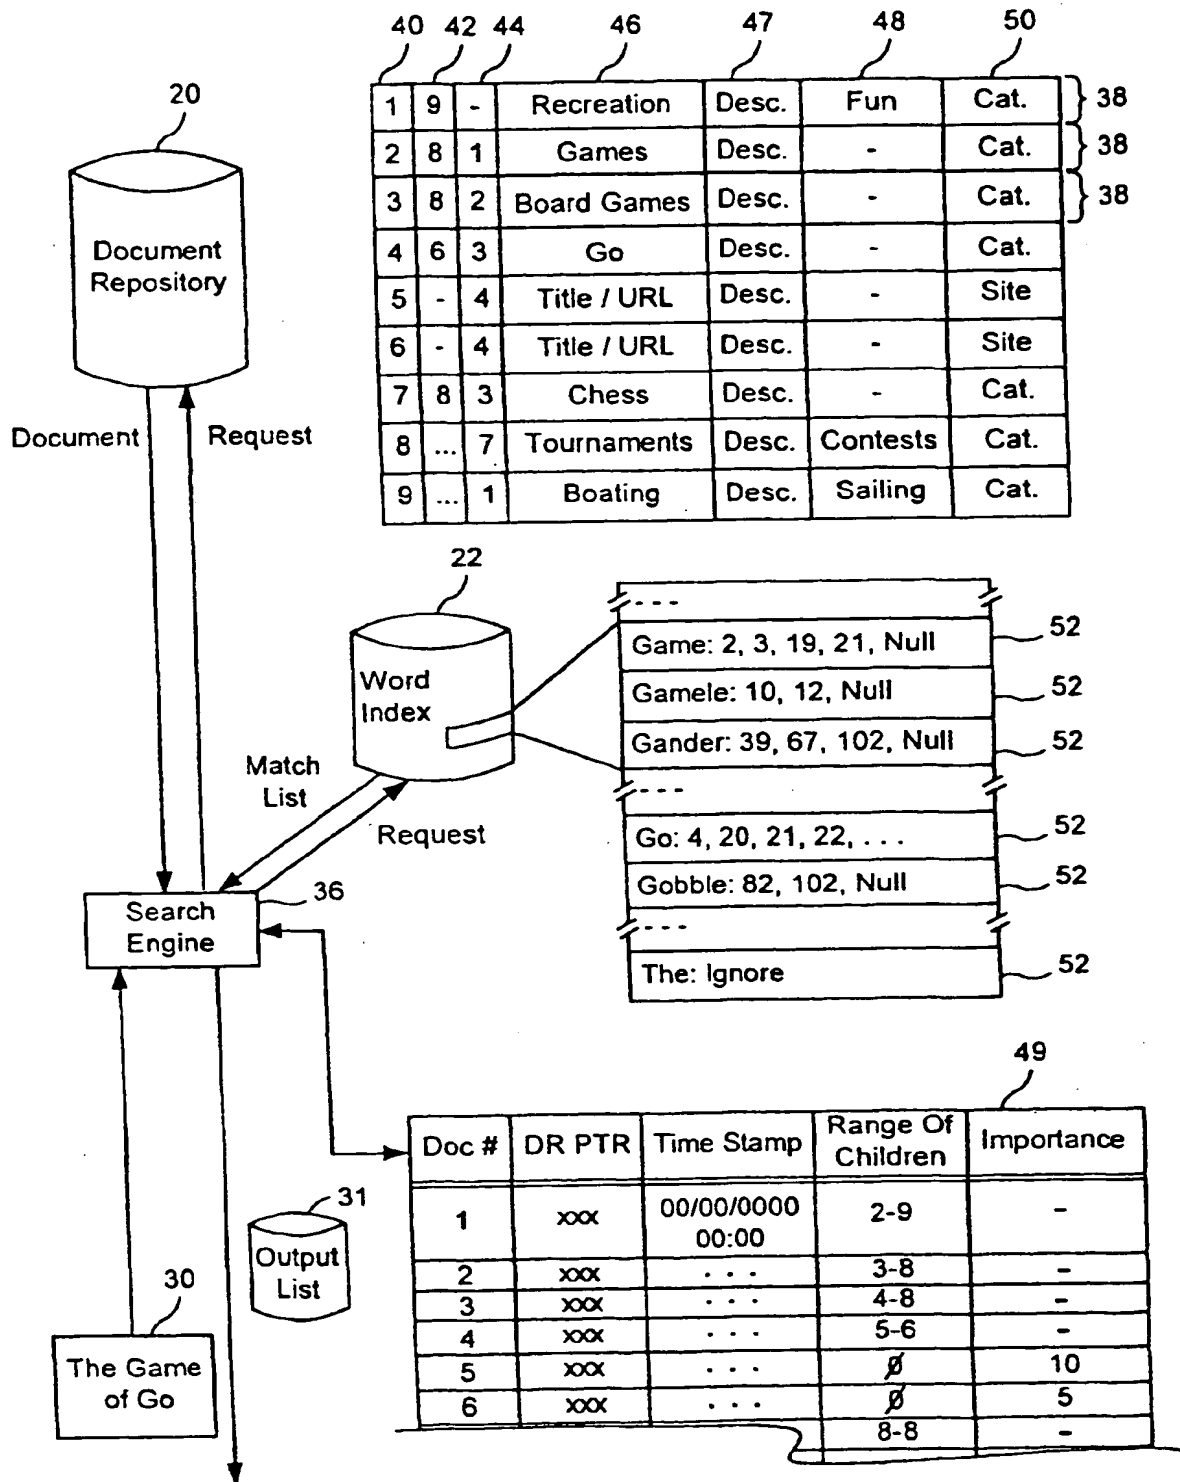 40 42 44 46 47 48 50
1 9 - Recreation Desc. Fun Cat. 38
2 8 1 Games Desc. - Cat. 38
3 8 2 Board Games Desc. - Cat. 38
4 6 3 Go Desc. - Cat.
5 - 4 Title / URL Desc. - Site
6 - 4 Title / URL Desc. - Site
7 8 3 Chess Desc. - Cat.
8 ... 7 Tournaments Desc. Contests Cat.
9 ... 1 Boating Desc. Sailing Cat.
20
Document
Repository
Document
Request
22
Word
Index
Match
List
Request
- - - -
Game: 2, 3, 19, 21, Null 52
Gamele: 10, 12, Null 52
Gander: 39, 67, 102, Null 52
- - - -
Go: 4, 20, 21, 22, . . . 52
Gobble: 82, 102, Null 52
- - - -
The: Ignore 52
36
Search
Engine
31
Output
List
30
The Game
of Go
49
Doc # DR PTR Time Stamp Range Of Children Importance
1 xxx 00/00/0000 00:00 2-9 -
2 xxx . . . 3-8 -
3 xxx . . . 4-8 -
4 xxx . . . 5-6 -
5 xxx . . . Ø 10
6 xxx . . . Ø 5
8-8 -